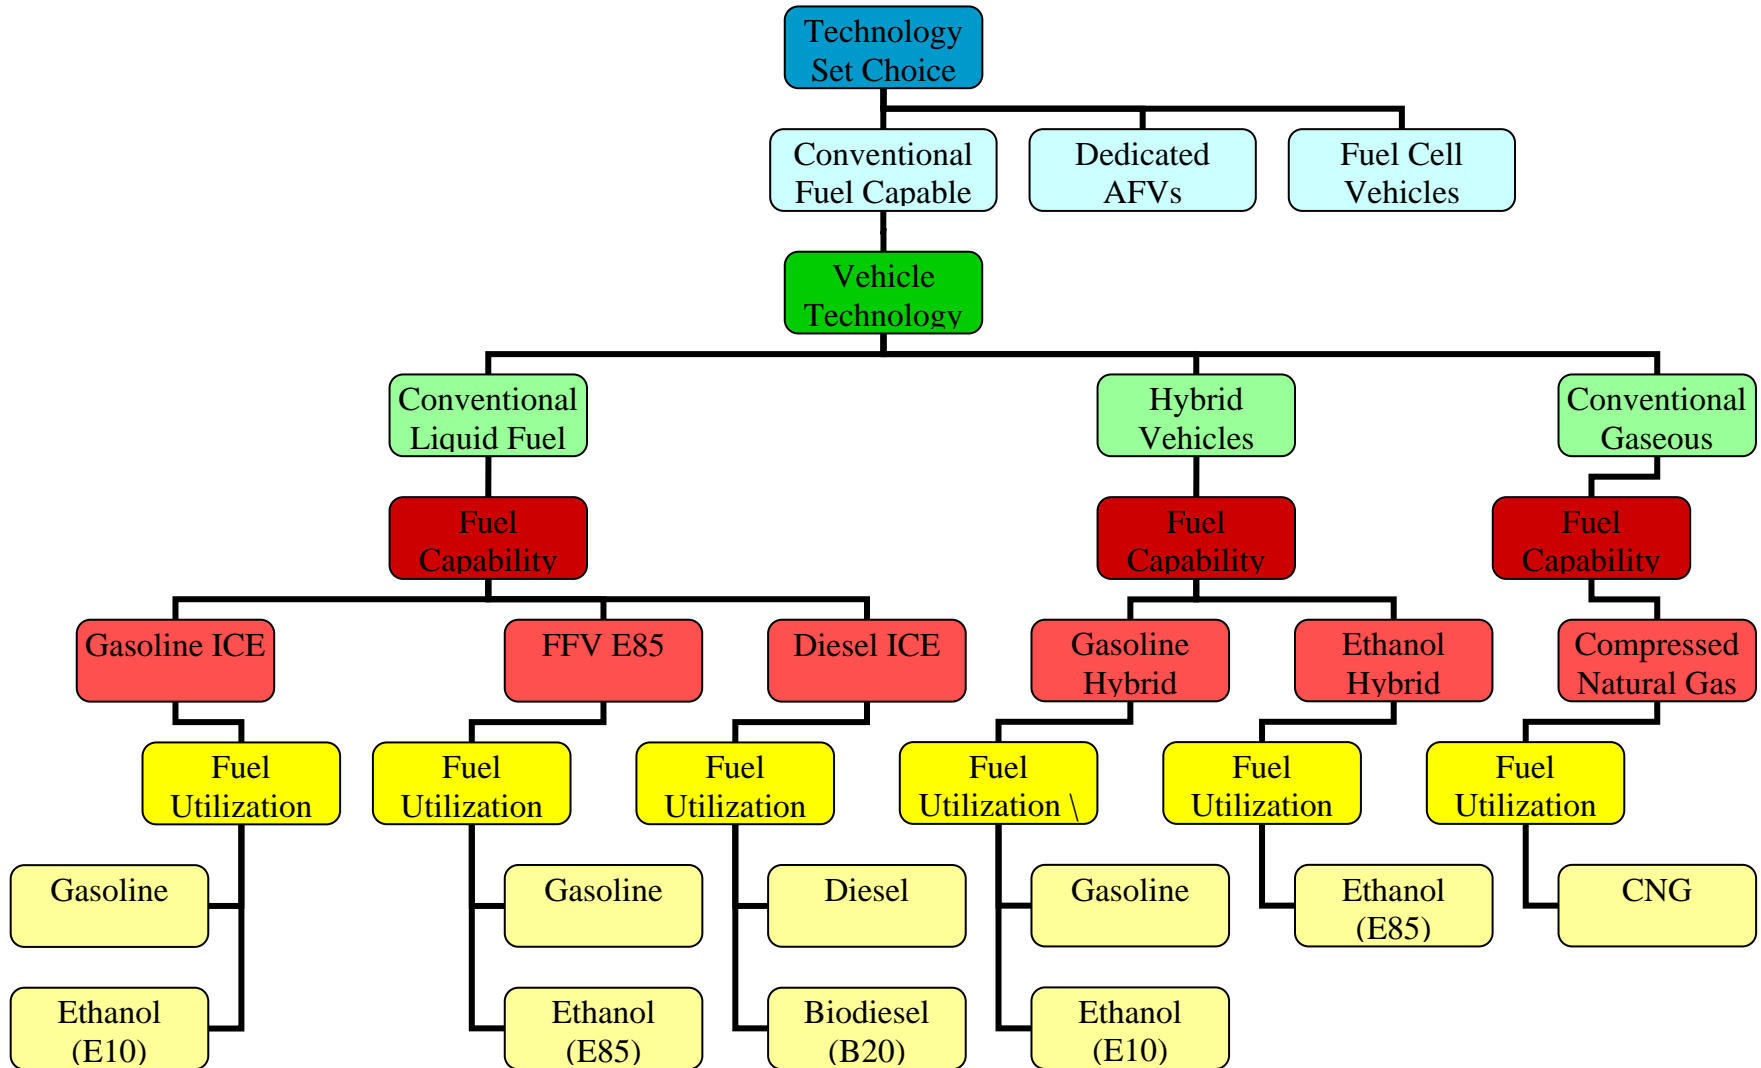 Technology
Set Choice
Conventional
Fuel Capable
Dedicated
AFVs
Fuel Cell
Vehicles
Vehicle
Technology
Conventional
Liquid Fuel
Hybrid
Vehicles
Conventional
Gaseous
Fuel
Capability
Fuel
Capability
Fuel
Capability
Gasoline ICE
FFV E85
Diesel ICE
Gasoline
Hybrid
Ethanol
Hybrid
Compressed
Natural Gas
Fuel
Utilization
Fuel
Utilization
Fuel
Utilization
Fuel
Utilization \
Fuel
Utilization
Fuel
Utilization
Gasoline
Gasoline
Diesel
Gasoline
Ethanol
(E85)
CNG
Ethanol
(E10)
Ethanol
(E85)
Biodiesel
(B20)
Ethanol
(E10)